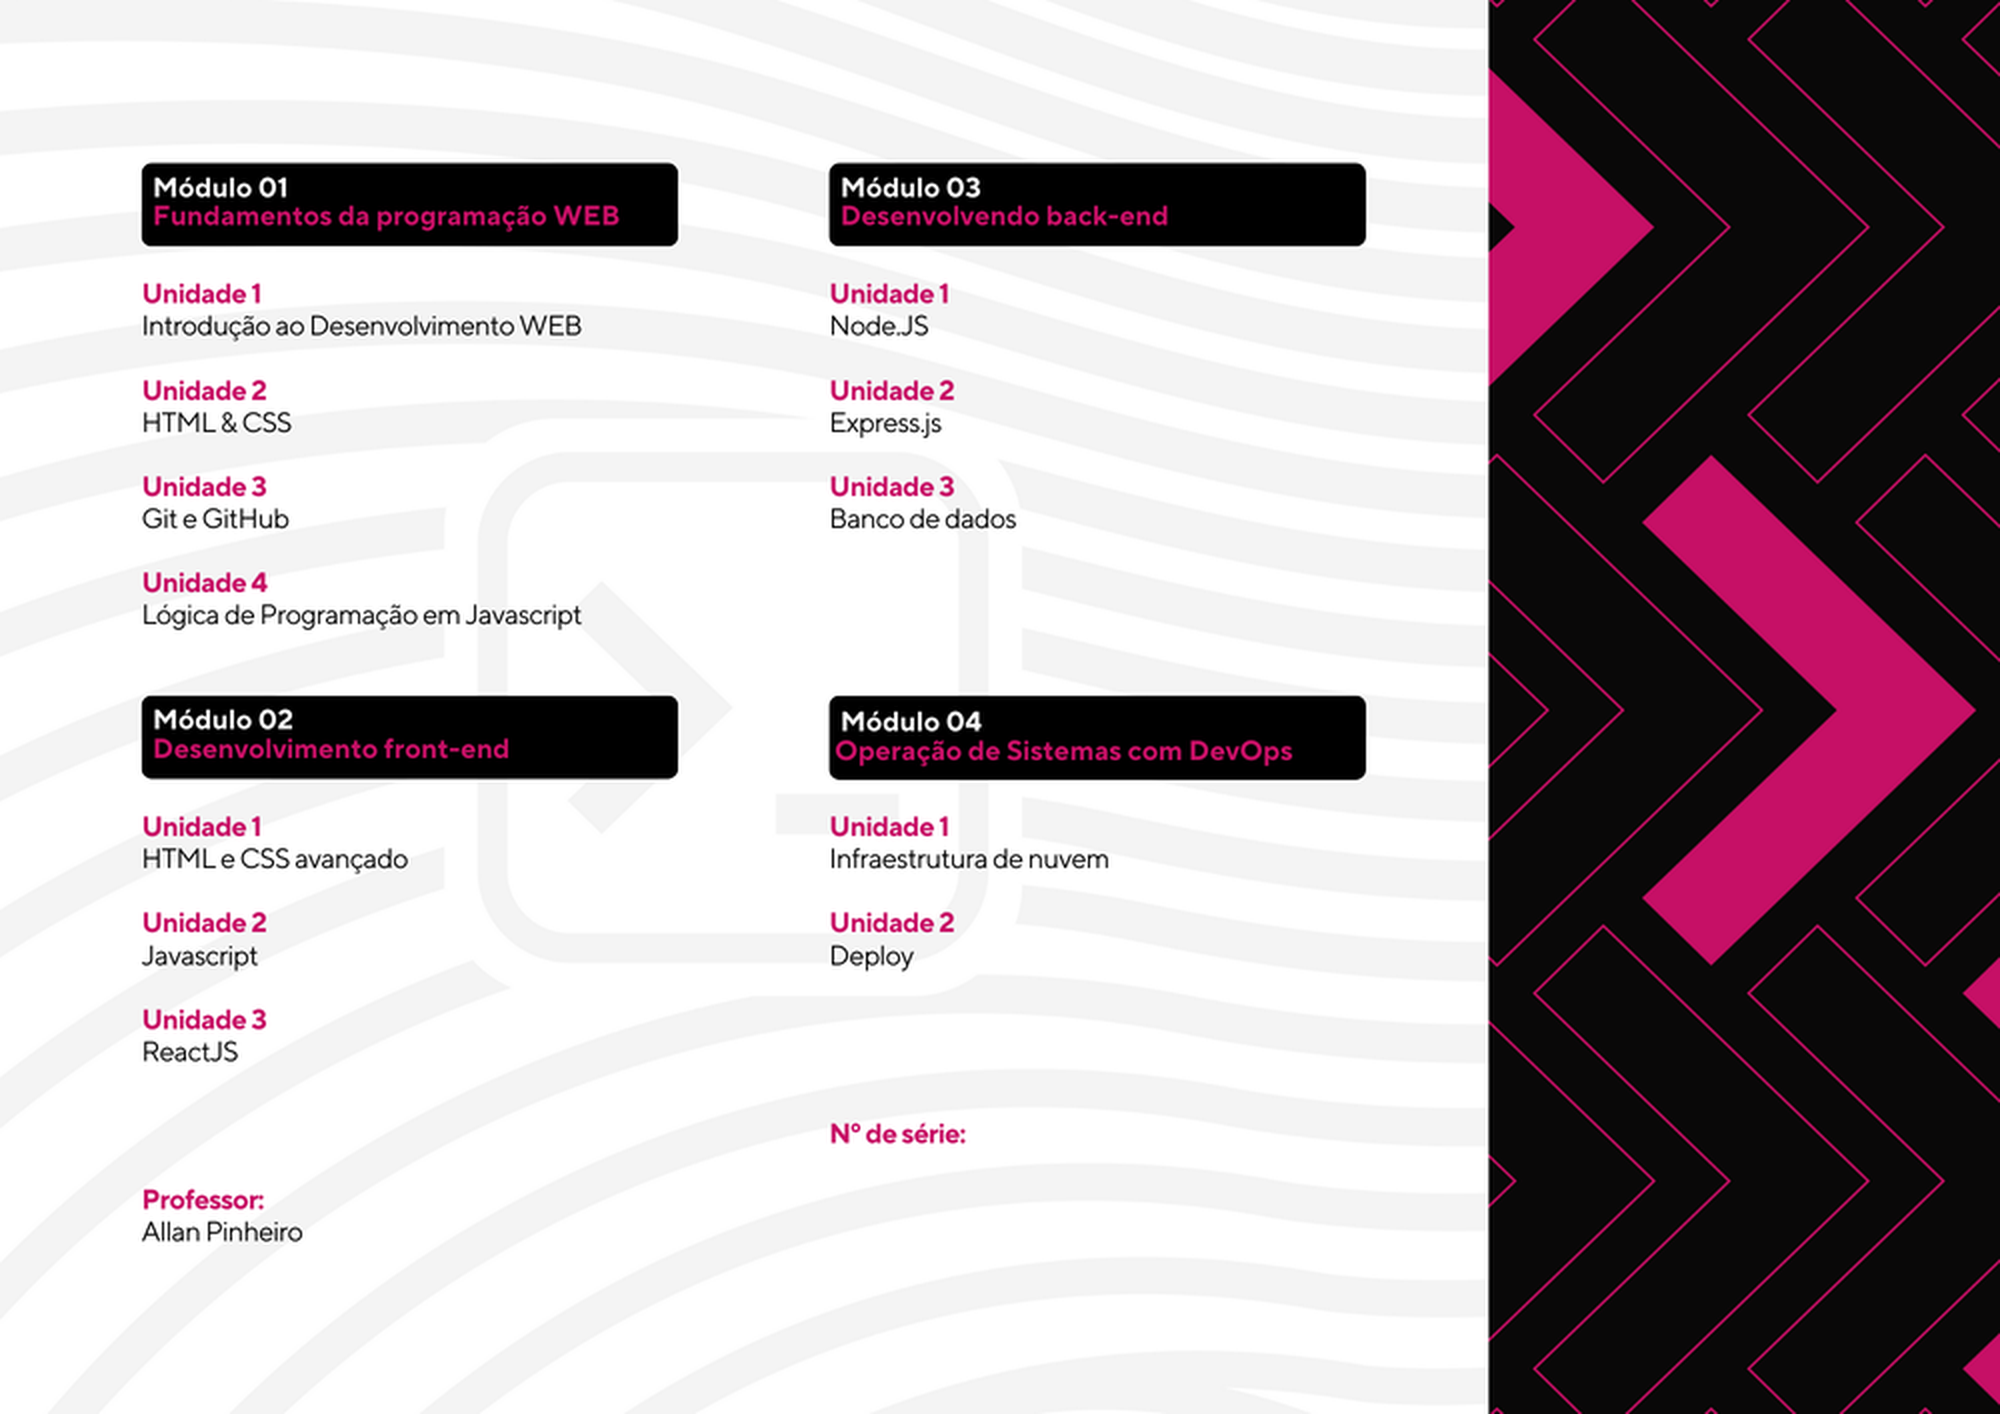 Módulo 01
Fundamentos da programação WEB
Unidade 1
Introdução ao Desenvolvimento WEB
Unidade 2
HTML & CSS
Unidade 3
Git e GitHub
Unidade 4
Lógica de Programação em Javascript
Módulo 02
Desenvolvimento front-end
Unidade 1
HTML e CSS avançado
Unidade 2
Javascript
Unidade 3
ReactJS
Professor:
Allan Pinheiro
Módulo 03
Desenvolvendo back-end
Unidade 1
Node.JS
Unidade 2
Express.js
Unidade 3
Banco de dados
Módulo 04
Operação de Sistemas com DevOps
Unidade 1
Infraestrutura de nuvem
Unidade 2
Deploy
Nº de série: